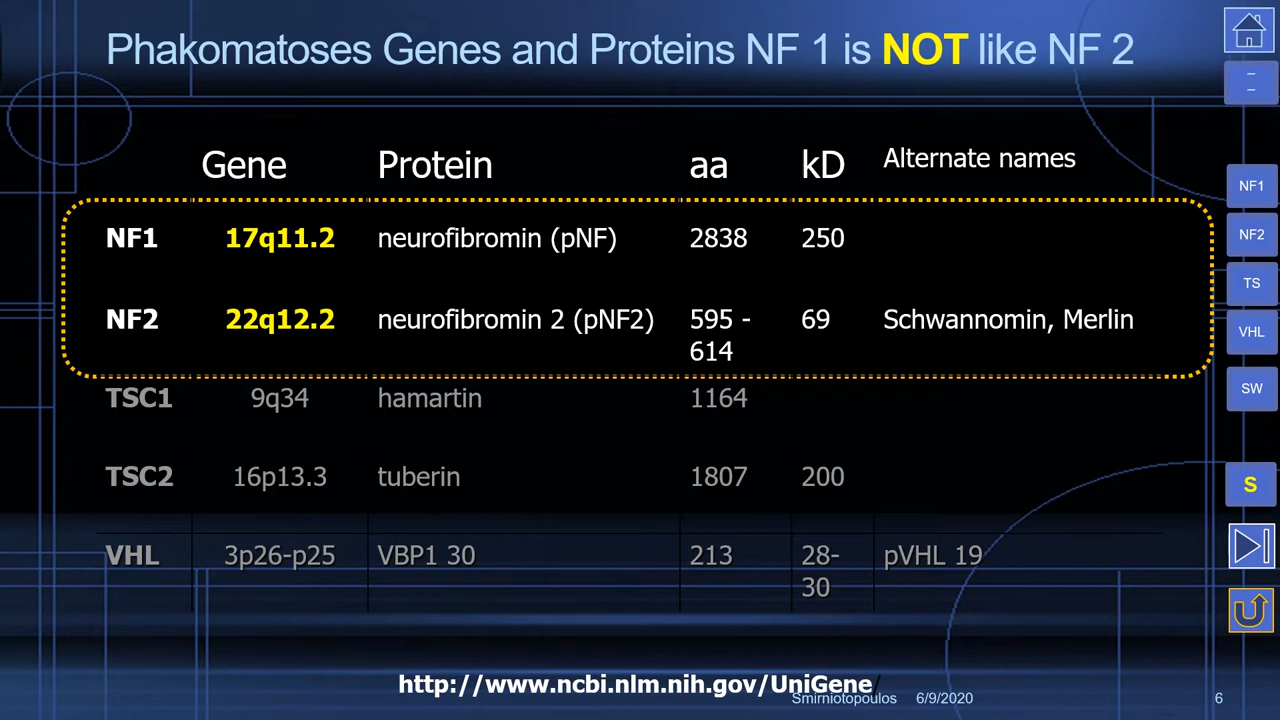 Phakomatoses Genes and Proteins NF 1 is NOT like NF 2
Gene Protein aa kD Alternate names
NF1 17q11.2 neurofibromin (pNF) 2838 250
NF2 22q12.2 neurofibromin 2 (pNF2) 595 - 69 Schwannomin, Merlin
614
TSC1 9q34 hamartin 1164
TSC2 16p13.3 tuberin 1807 200
VHL 3p26-p25 VBP1 30 213 28- pVHL 19
30
NF1
NF2
TS
VHL
SW
S
http://www.ncbi.nlm.nih.gov/UniGene/
Smirniotopoulos 6/9/2020 6